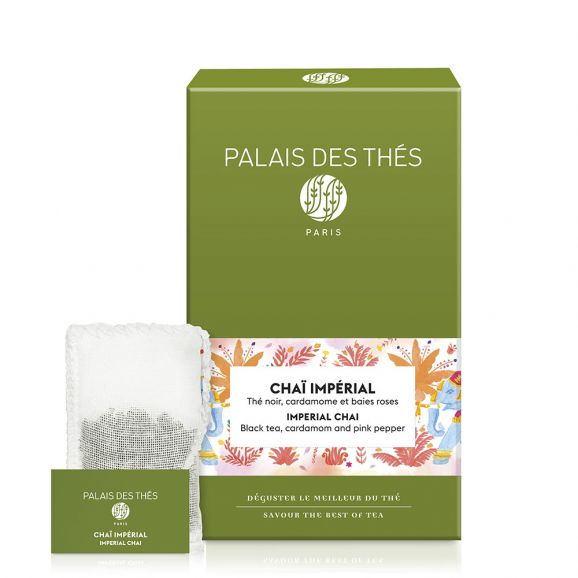 PALAIS DES THÉS
PARIS
CHAÏ IMPÉRIAL
Thé noir, cardamome et baies roses
IMPERIAL CHAI
Black tea, cardamom and pink pepper
DÉGUSTER LE MEILLEUR DU THÉ
SAVOUR THE BEST OF TEA
PALAIS DES THÉS
PARIS
CHAÏ IMPÉRIAL
IMPERIAL CHAI